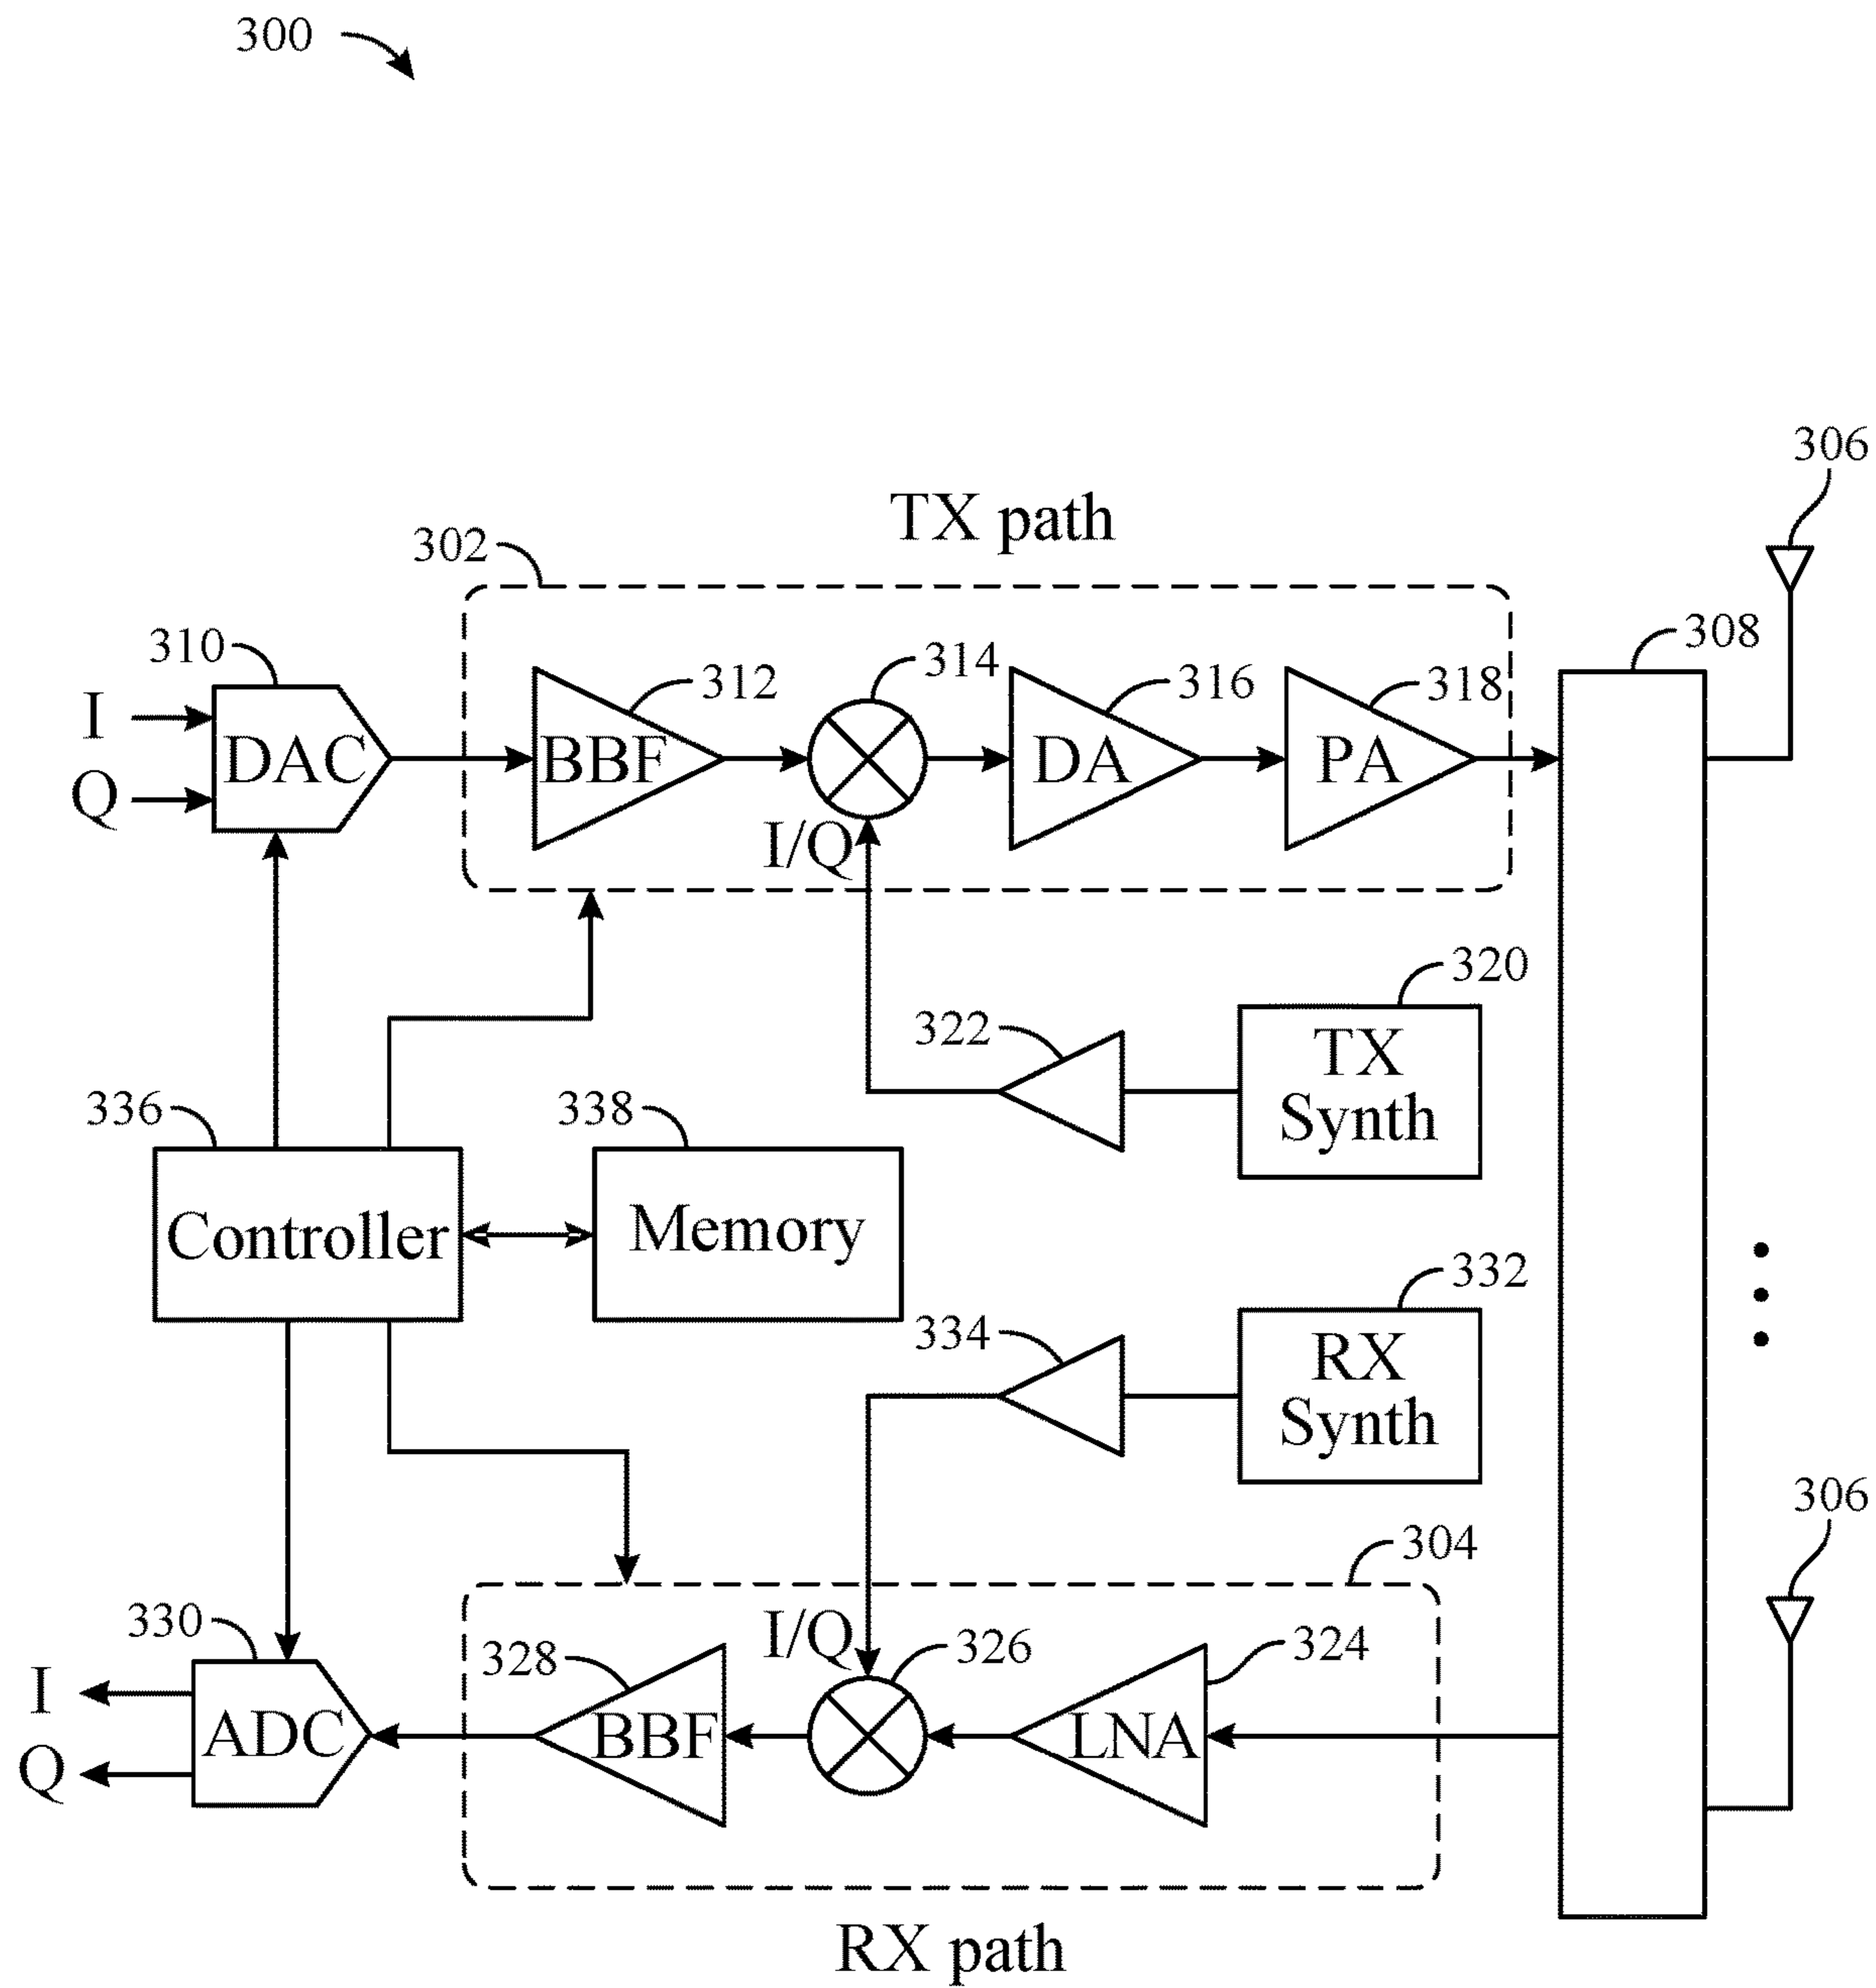 300
306
TX path
302
308
310
312
314
316
318
I
DAC
BBF
DA
PA
Q
I/Q
320
322
TX
Synth
336
338
Controller
Memory
332
334
RX
Synth
306
304
330
328
I/Q
326
324
I
ADC
BBF
LNA
Q
RX path